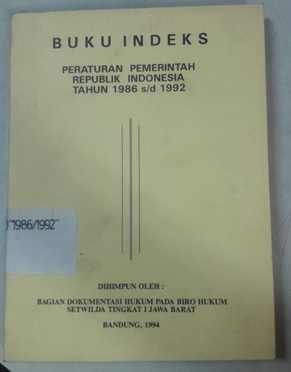 BUKU INDEKS
PERATURAN PEMERINTAH
REPUBLIK INDONESIA
TAHUN 1986 s/d 1992
"1986/1992"
DIHIMPUN OLEH :
BAGIAN DOKUMENTASI HUKUM PADA BIRO HUKUM
SETWILDA TINGKAT I JAWA BARAT
BANDUNG, 1994